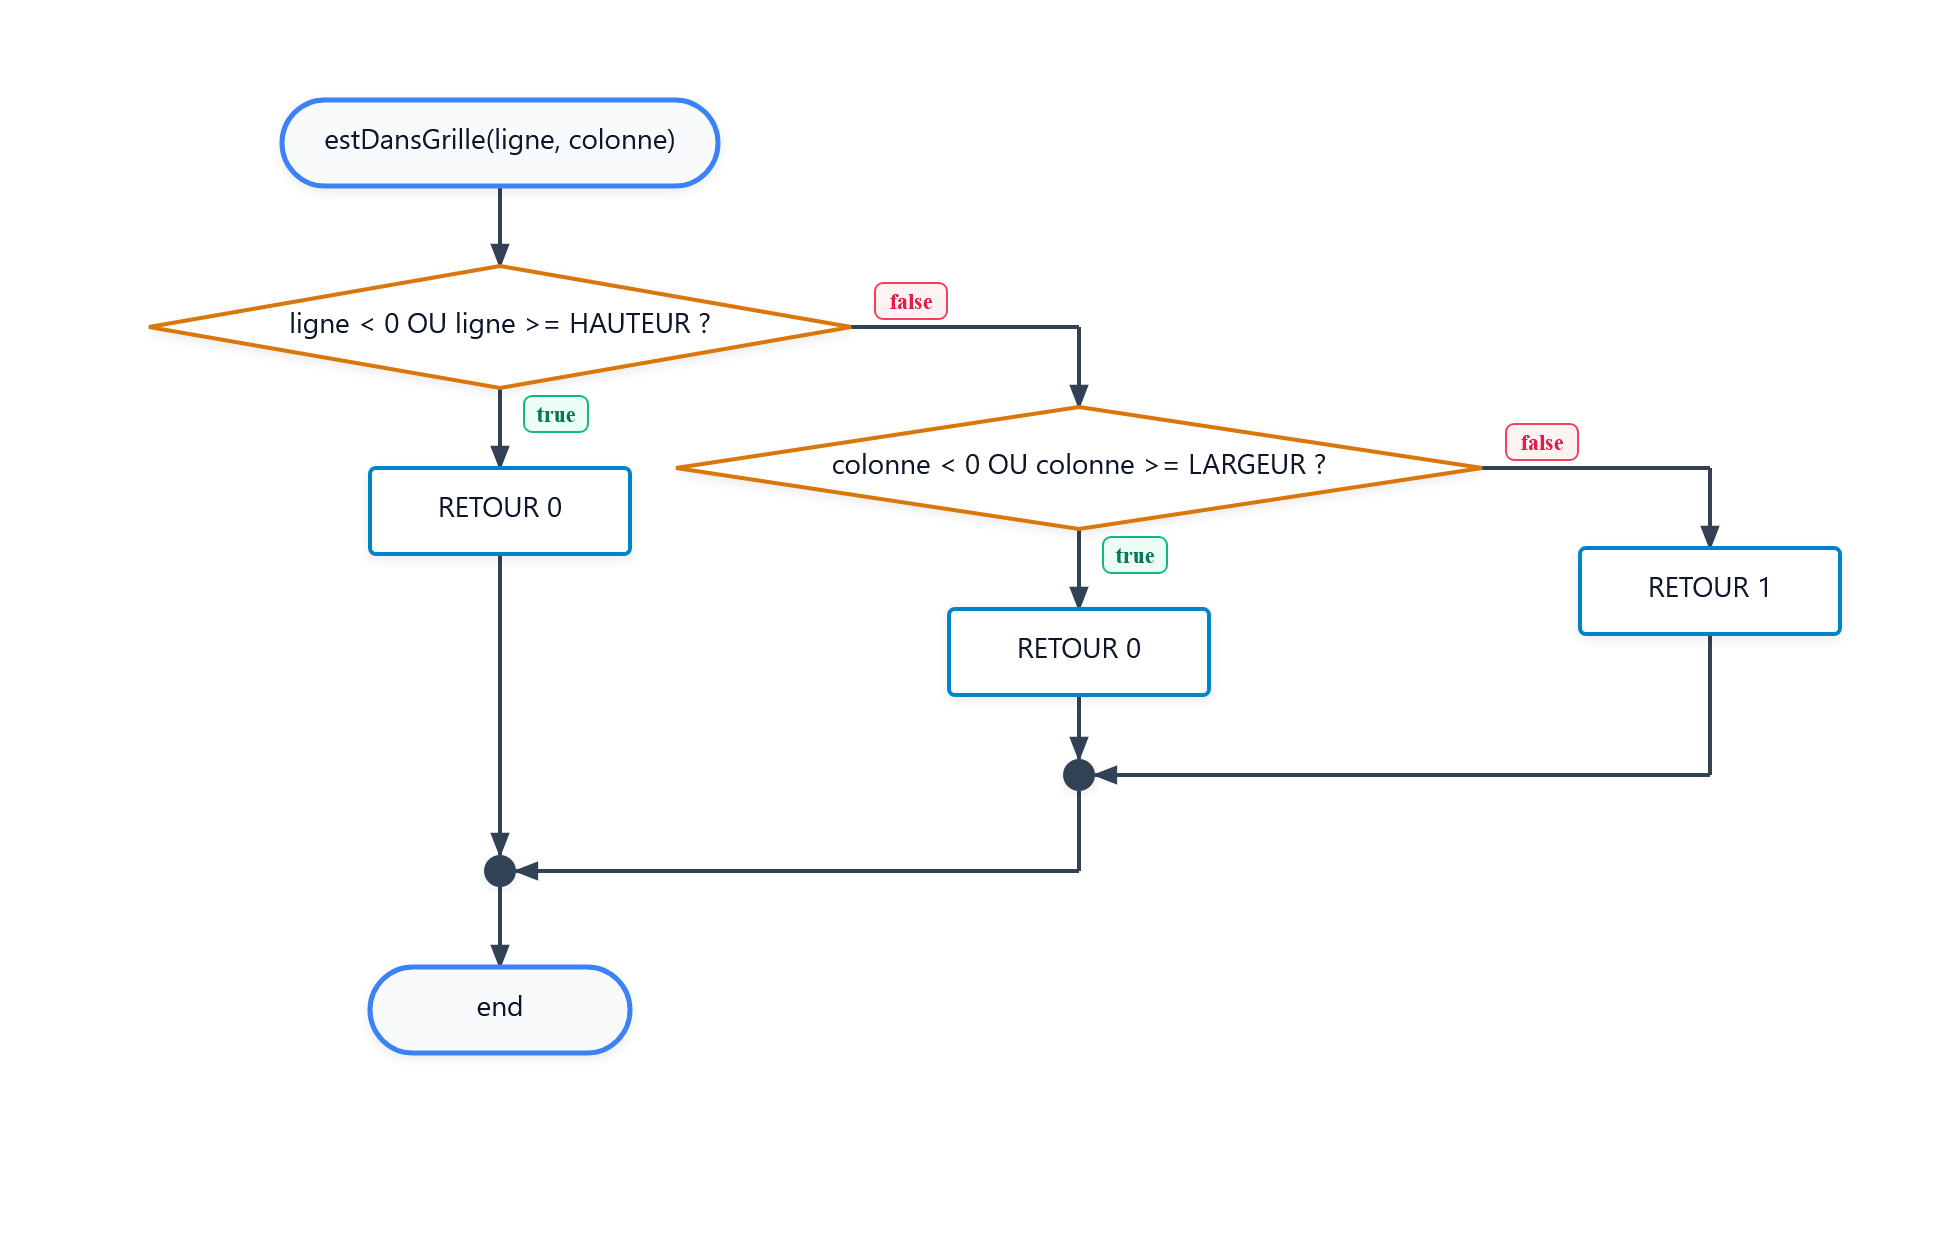 estDansGrille(ligne, colonne)
ligne < 0 OU ligne >= HAUTEUR ?
false
true
colonne < 0 OU colonne >= LARGEUR ?
false
true
RETOUR 0
RETOUR 1
RETOUR 0
end